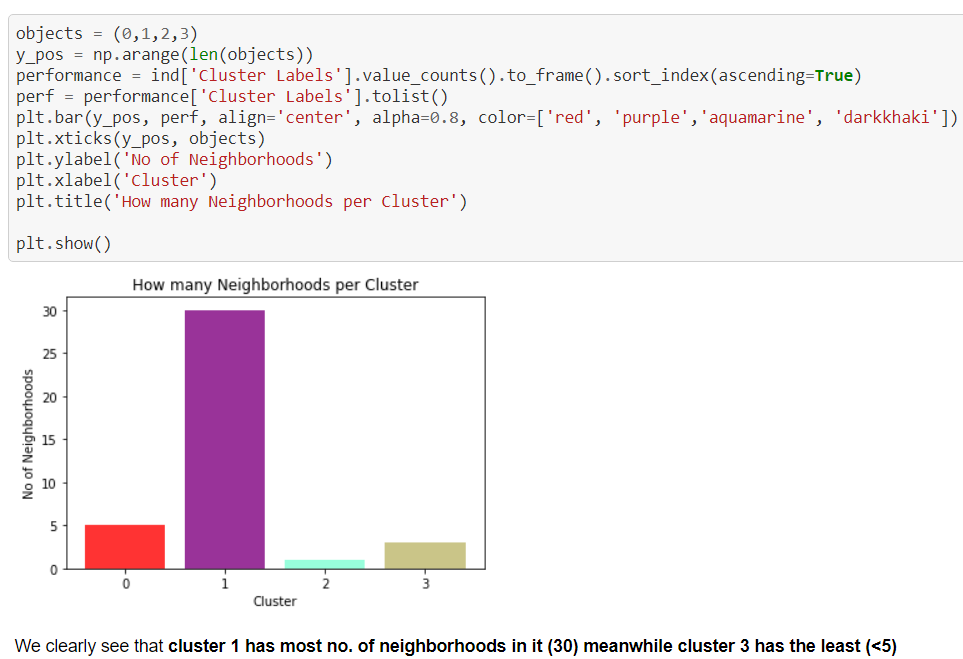 objects = (0,1,2,3)
y_pos = np.arange(len(objects))
performance = ind['Cluster Labels'].value_counts().to_frame().sort_index(ascending=True)
perf = performance['Cluster Labels'].tolist()
plt.bar(y_pos, perf, align='center', alpha=0.8, color=['red', 'purple','aquamarine', 'darkkhaki'])
plt.xticks(y_pos, objects)
plt.ylabel('No of Neighborhoods')
plt.xlabel('Cluster')
plt.title('How many Neighborhoods per Cluster')
plt.show()
How many Neighborhoods per Cluster
No of Neighborhoods
30
25
20
15
10
5
0
0 1 2 3
Cluster
We clearly see that cluster 1 has most no. of neighborhoods in it (30) meanwhile cluster 3 has the least (<5)